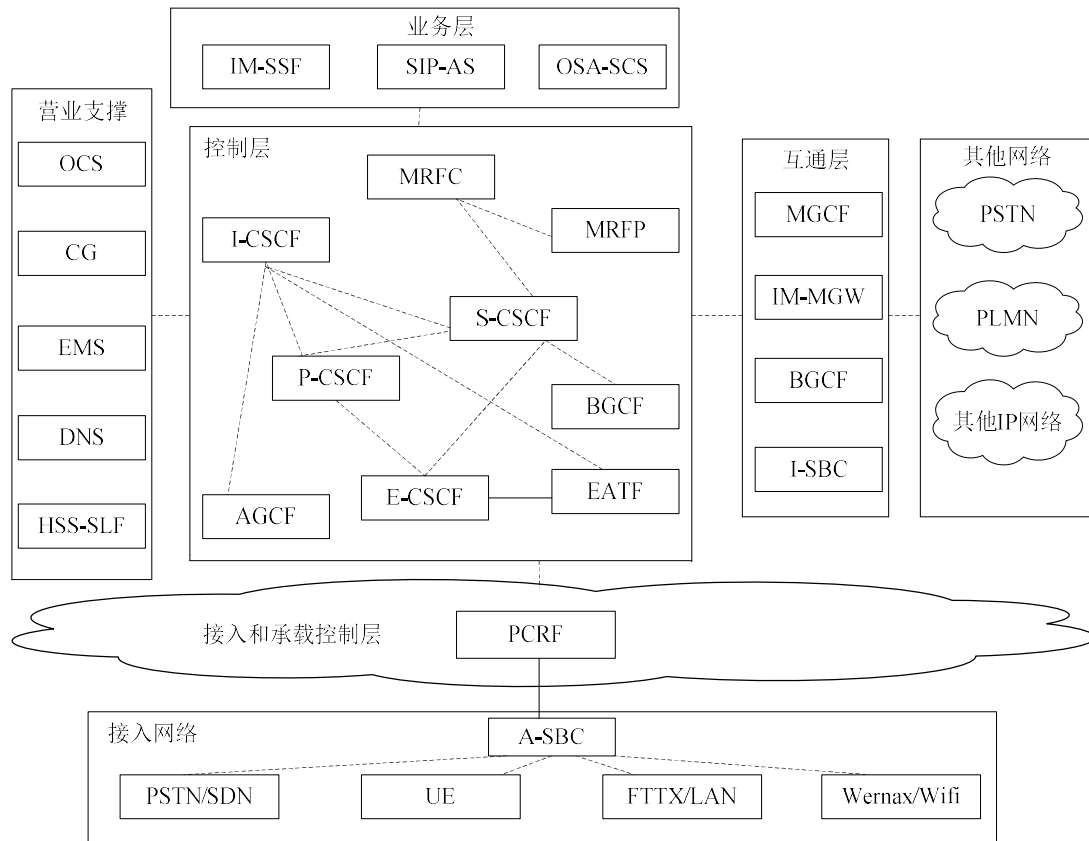 业务层
IM-SSF
SIP-AS
OSA-SCS
营业支撑
OCS
CG
EMS
DNS
HSS-SLF
控制层
MRFC
MRFP
I-CSCF
S-CSCF
P-CSCF
BGCF
E-CSCF
EATF
AGCF
互通层
MGCF
IM-MGW
BGCF
I-SBC
其他网络
PSTN
PLMN
其他IP网络
接入和承载控制层
PCRF
接入网络
A-SBC
PSTN/SDN
UE
FTTX/LAN
Wernax/Wifi